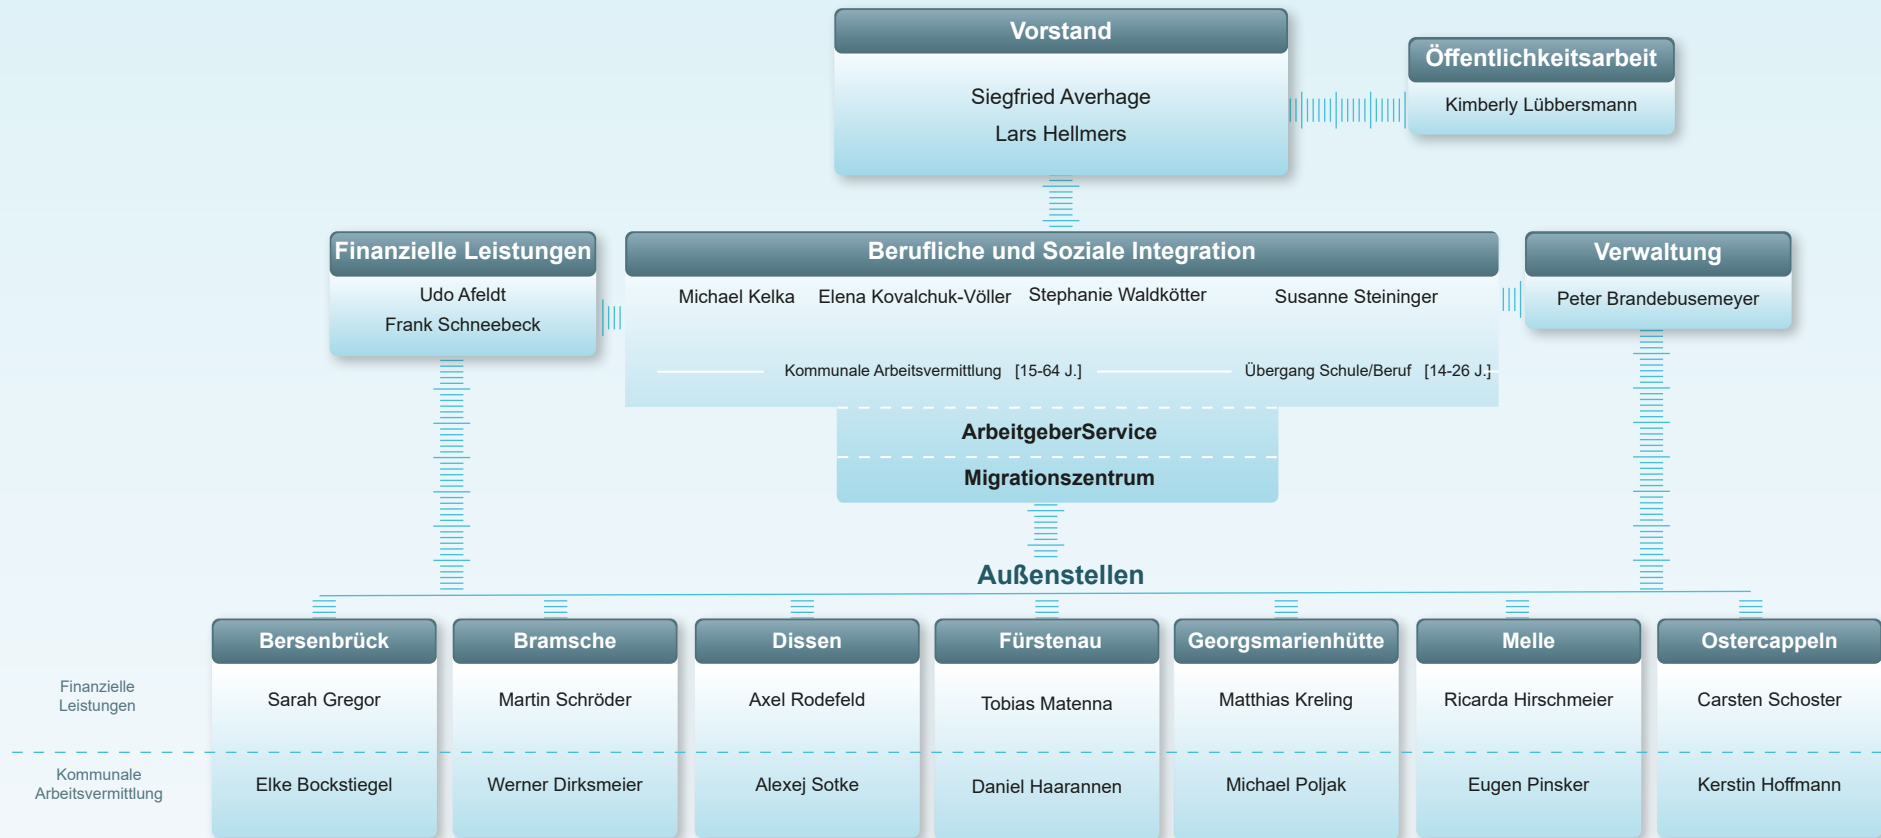 Vorstand
Siegfried Averhage
Lars Hellmers
Öffentlichkeitsarbeit
Kimberly Lübbersmann
Finanzielle Leistungen
Udo Afeldt
Frank Schneebeck
Berufliche und Soziale Integration
Michael Kelka Elena Kovalchuk-Völler Stephanie Waldkötter Susanne Steininger
Kommunale Arbeitsvermittlung [15-64 J.] Übergang Schule/Beruf [14-26 J.]
ArbeitgeberService
Migrationszentrum
Verwaltung
Peter Brandebusemeyer
Außenstellen
Bersenbrück Bramsche Dissen Fürstenau Georgsmarienhütte Melle Ostercappeln
Finanzielle
Leistungen
Sarah Gregor Martin Schröder Axel Rodefeld Tobias Matenna Matthias Kreling Ricarda Hirschmeier Carsten Schoster
Kommunale
Arbeitsvermittlung
Elke Bockstiegel Werner Dirksmeier Alexej Sotke Daniel Haarannen Michael Poljak Eugen Pinsker Kerstin Hoffmann